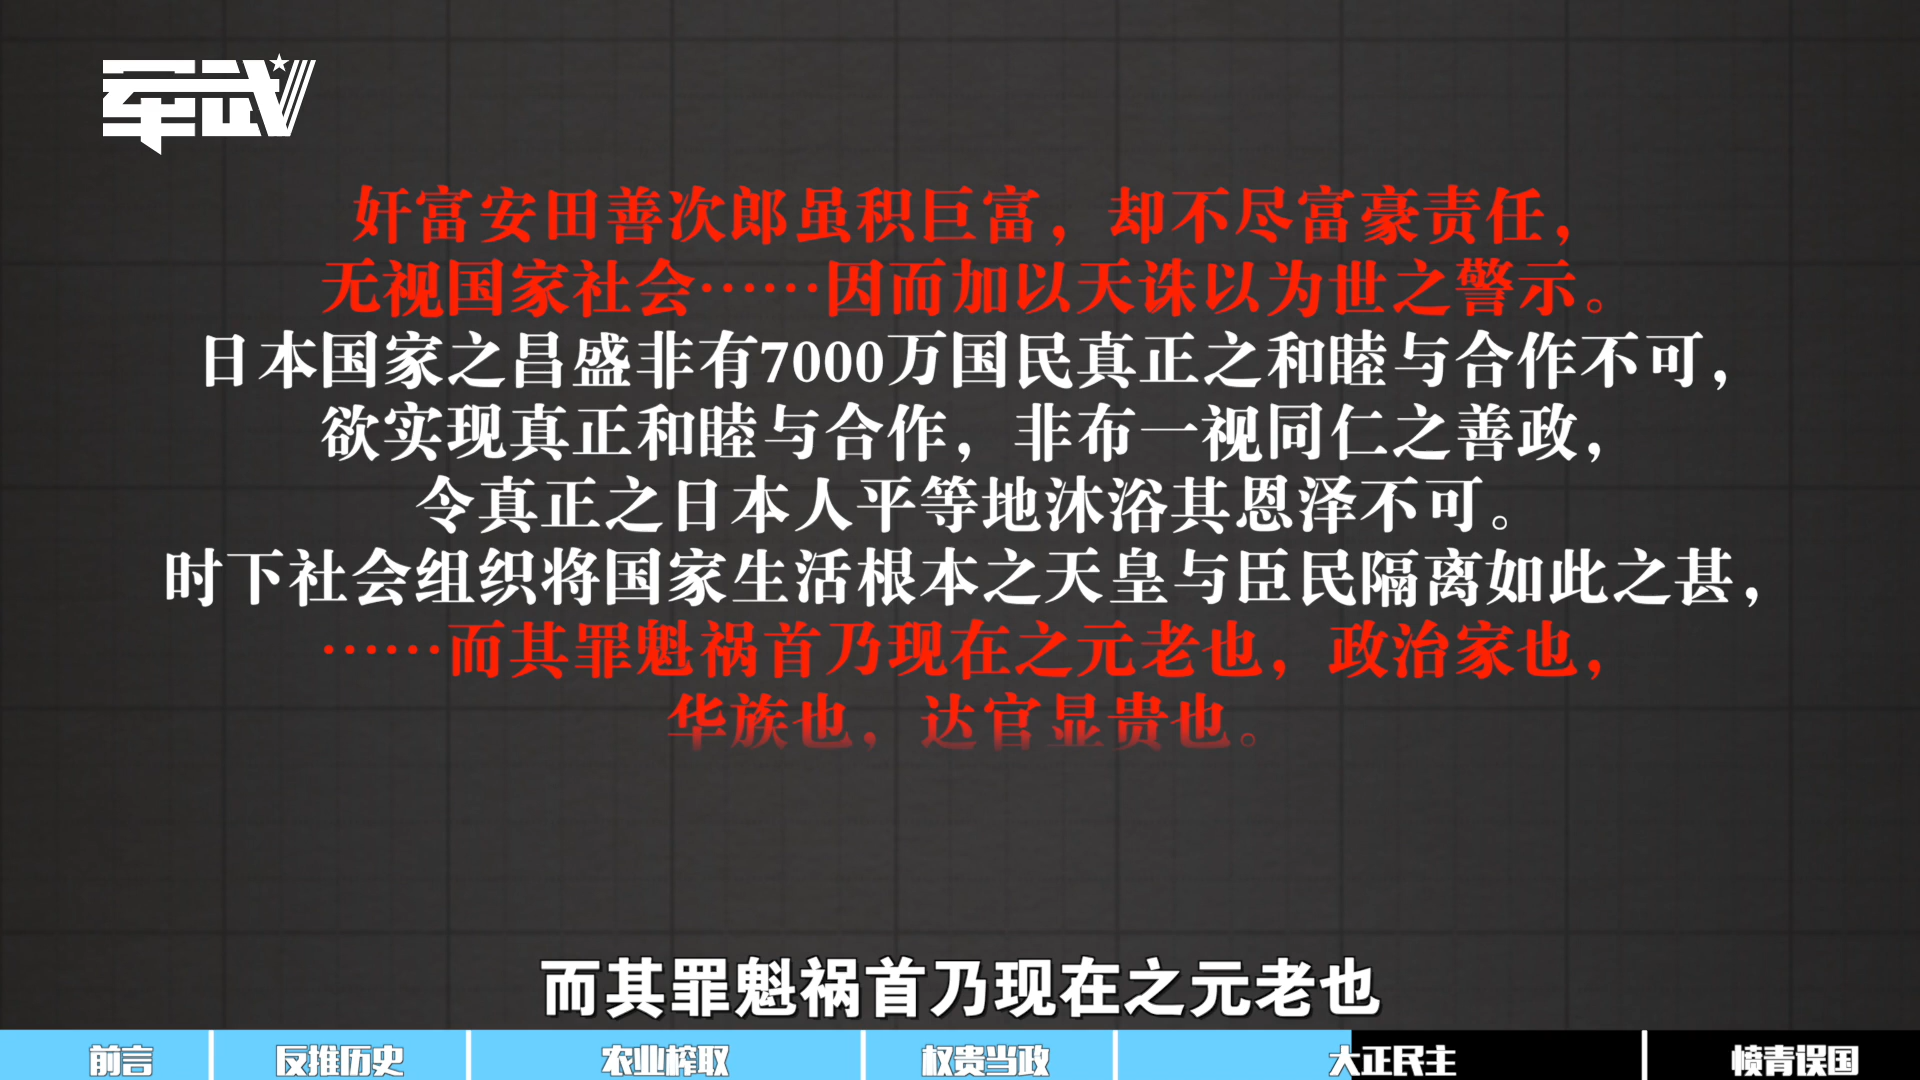 军武
奸富安田善次郎虽积巨富，却不尽富豪责任，
无视国家社会……因而加以天诛以为世之警示。
日本国家之昌盛非有7000万国民真正之和睦与合作不可，
欲实现真正和睦与合作，非布一视同仁之善政，
令真正之日本人平等地沐浴其恩泽不可。
时下社会组织将国家生活根本之天皇与臣民隔离如此之甚，
……而其罪魁祸首乃现在之元老也，政治家也，
华族也，达官显贵也。
而其罪魁祸首乃现在之元老也
前言
反推历史
农业榨取
权贵当政
大正民主
愤青误国